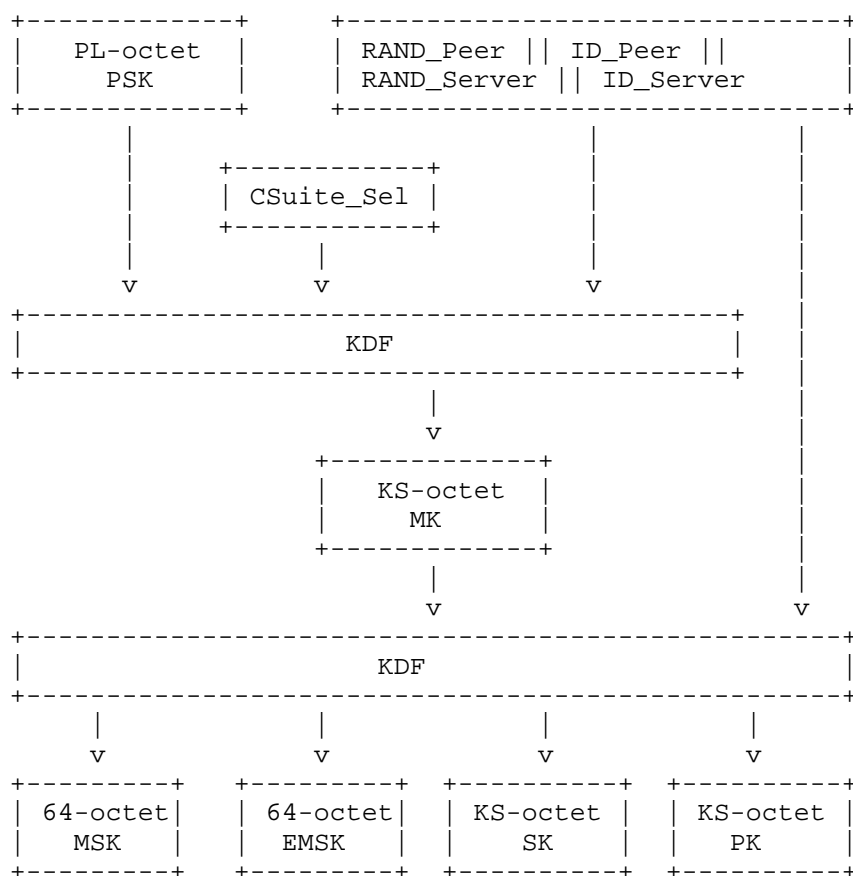 +-------------+       +------------------------------+
|   PL-octet  |       | RAND_Peer || ID_Peer ||      |
|     PSK     |       | RAND_Server || ID_Server     |
+-------------+       +------------------------------+
       |                            |            |
       |     +------------+         |            |
       |     | CSuite_Sel |         |            |
       |     +------------+         |            |
       |           |                |            |
       v           v                v            |
+-------------------------------------------+    |
|                    KDF                    |    |
+-------------------------------------------+    |
                          |                      |
                          v                      |
                   +-------------+               |
                   |   KS-octet  |               |
                   |     MK      |               |
                   +-------------+               |
                          |                      |
                          v                      v
+--------------------------------------------------+
|                      KDF                         |
+--------------------------------------------------+
     |             |             |            |
     v             v             v            v
+---------+   +---------+  +----------+  +----------+
| 64-octet|   | 64-octet|  | KS-octet |  | KS-octet |
|   MSK   |   |  EMSK   |  |    SK    |  |   PK     |
+---------+   +---------+  +----------+  +----------+